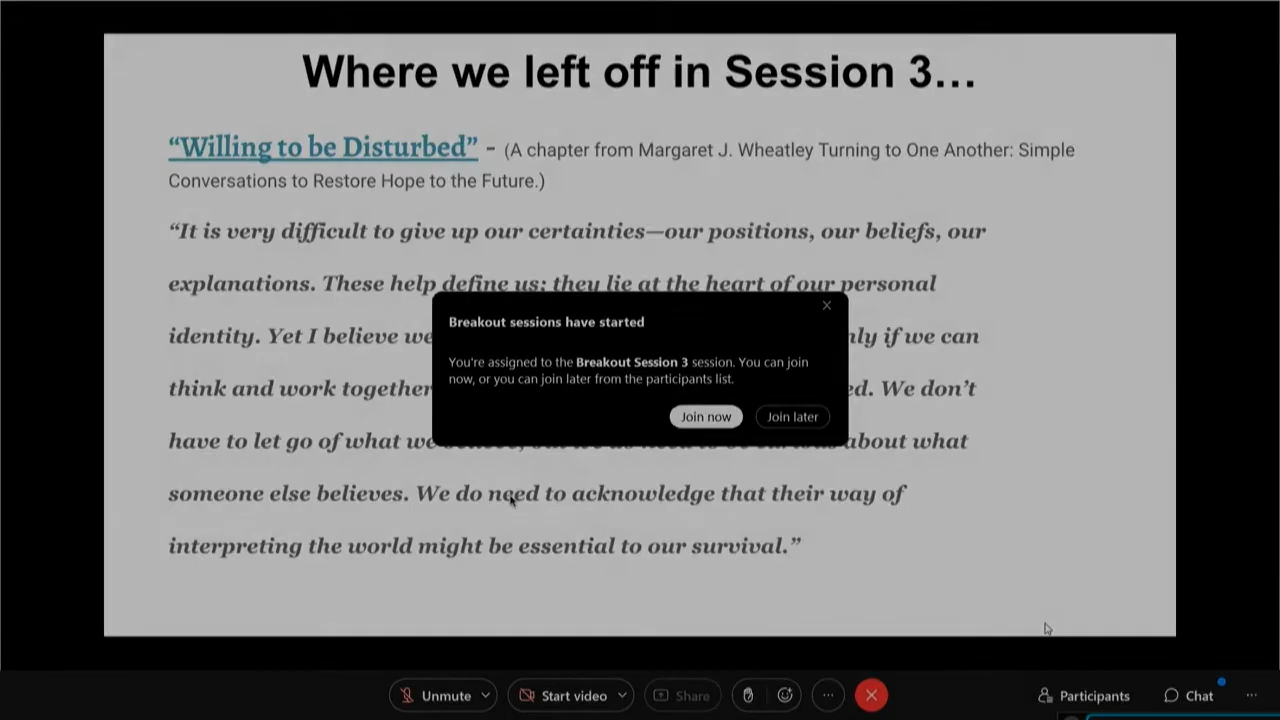 Where we left off in Session 3...
“Willing to be Disturbed” - (A chapter from Margaret J. Wheatley Turning to One Another: Simple
Conversations to Restore Hope to the Future.)
“It is very difficult to give up our certainties—our positions, our beliefs, our
explanations. These help define us; they lie at the heart of our personal
identity. Yet I believe we
nly if we can
think and work together
ed. We don’t
have to let go of what we
about what
someone else believes. We do need to acknowledge that their way of
interpreting the world might be essential to our survival.”
Breakout sessions have started
You're assigned to the Breakout Session 3 session. You can join
now, or you can join later from the participants list.
Join now
Join later
Unmute
Start video
Share
Participants
Chat